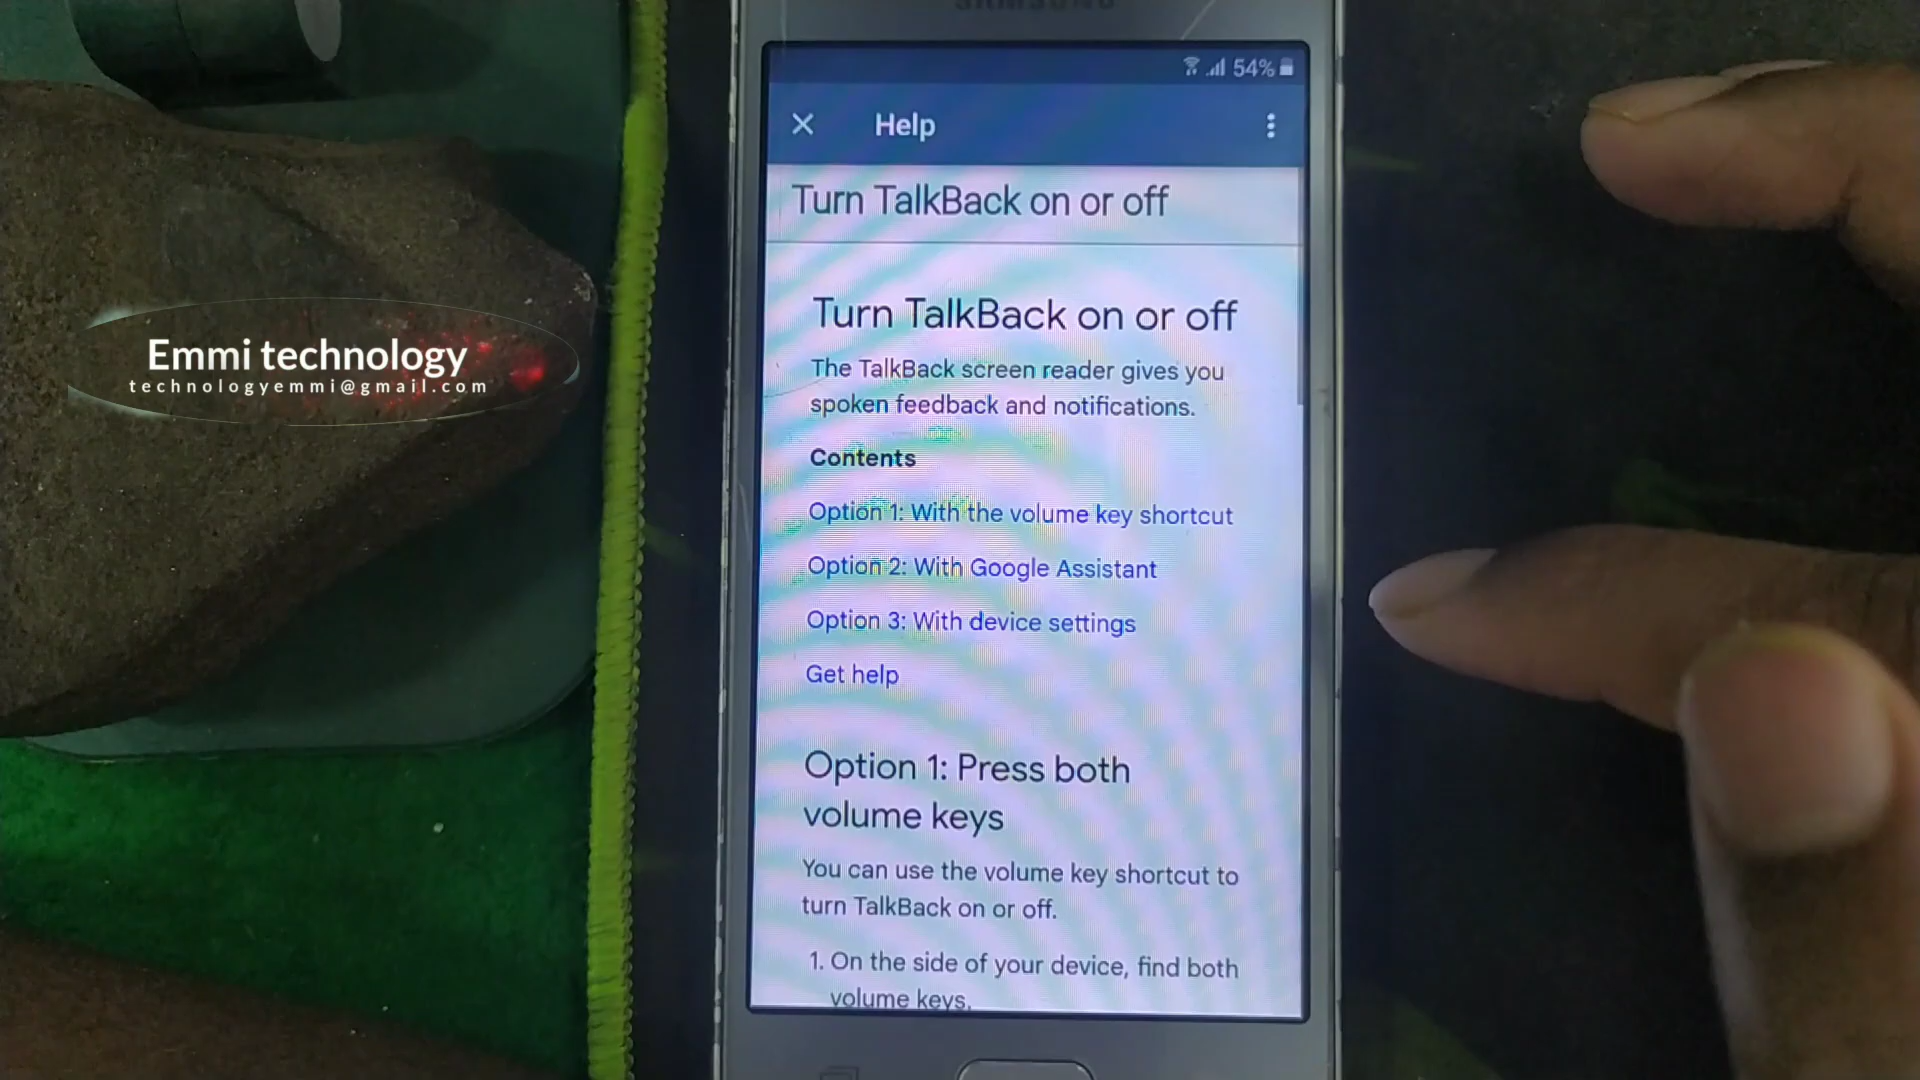 SAMSUNG
54%
Help
Turn TalkBack on or off
Turn TalkBack on or off
The TalkBack screen reader gives you
spoken feedback and notifications.
Contents
Option 1: With the volume key shortcut
Option 2: With Google Assistant
Option 3: With device settings
Get help
Option 1: Press both
volume keys
You can use the volume key shortcut to
turn TalkBack on or off.
1. On the side of your device, find both
volume keys.
Emmi technology
technologyemmi@gmail.com